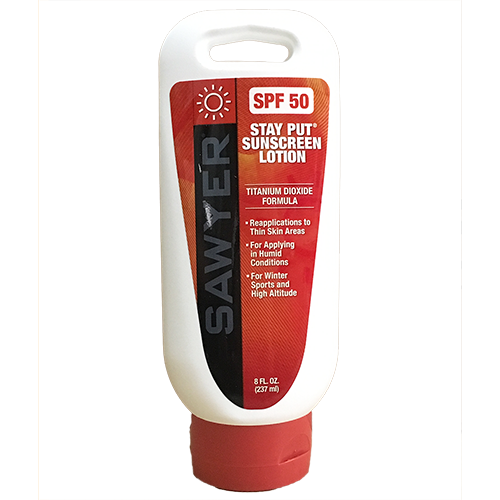 SPF 50
STAY PUT®
SUNSCREEN
LOTION
TITANIUM DIOXIDE
FORMULA
• Reapplications to
Thin Skin Areas
• For Applying
in Humid
Conditions
• For Winter
Sports and
High Altitude
SAWYER
8 FL. OZ.
(237 ml)